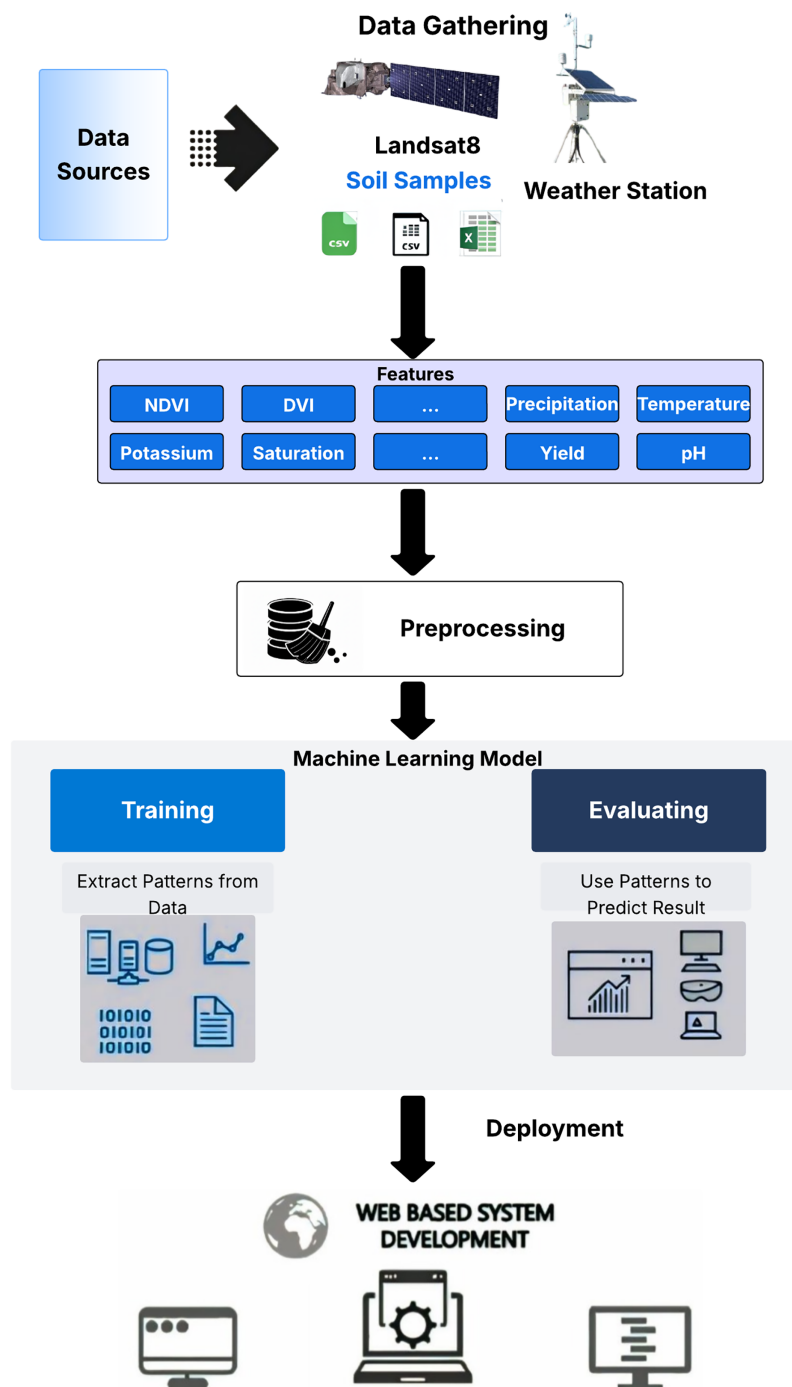 Data Gathering
Data
Sources
Landsat8
Soil Samples
Weather Station
CSV
CSV
X
Features
NDVI
DVI
...
Precipitation
Temperature
Potassium
Saturation
...
Yield
pH
Preprocessing
Machine Learning Model
Training
Evaluating
Extract Patterns from
Data
Use Patterns to
Predict Result
101010
010101
101010
Deployment
WEB BASED SYSTEM
DEVELOPMENT